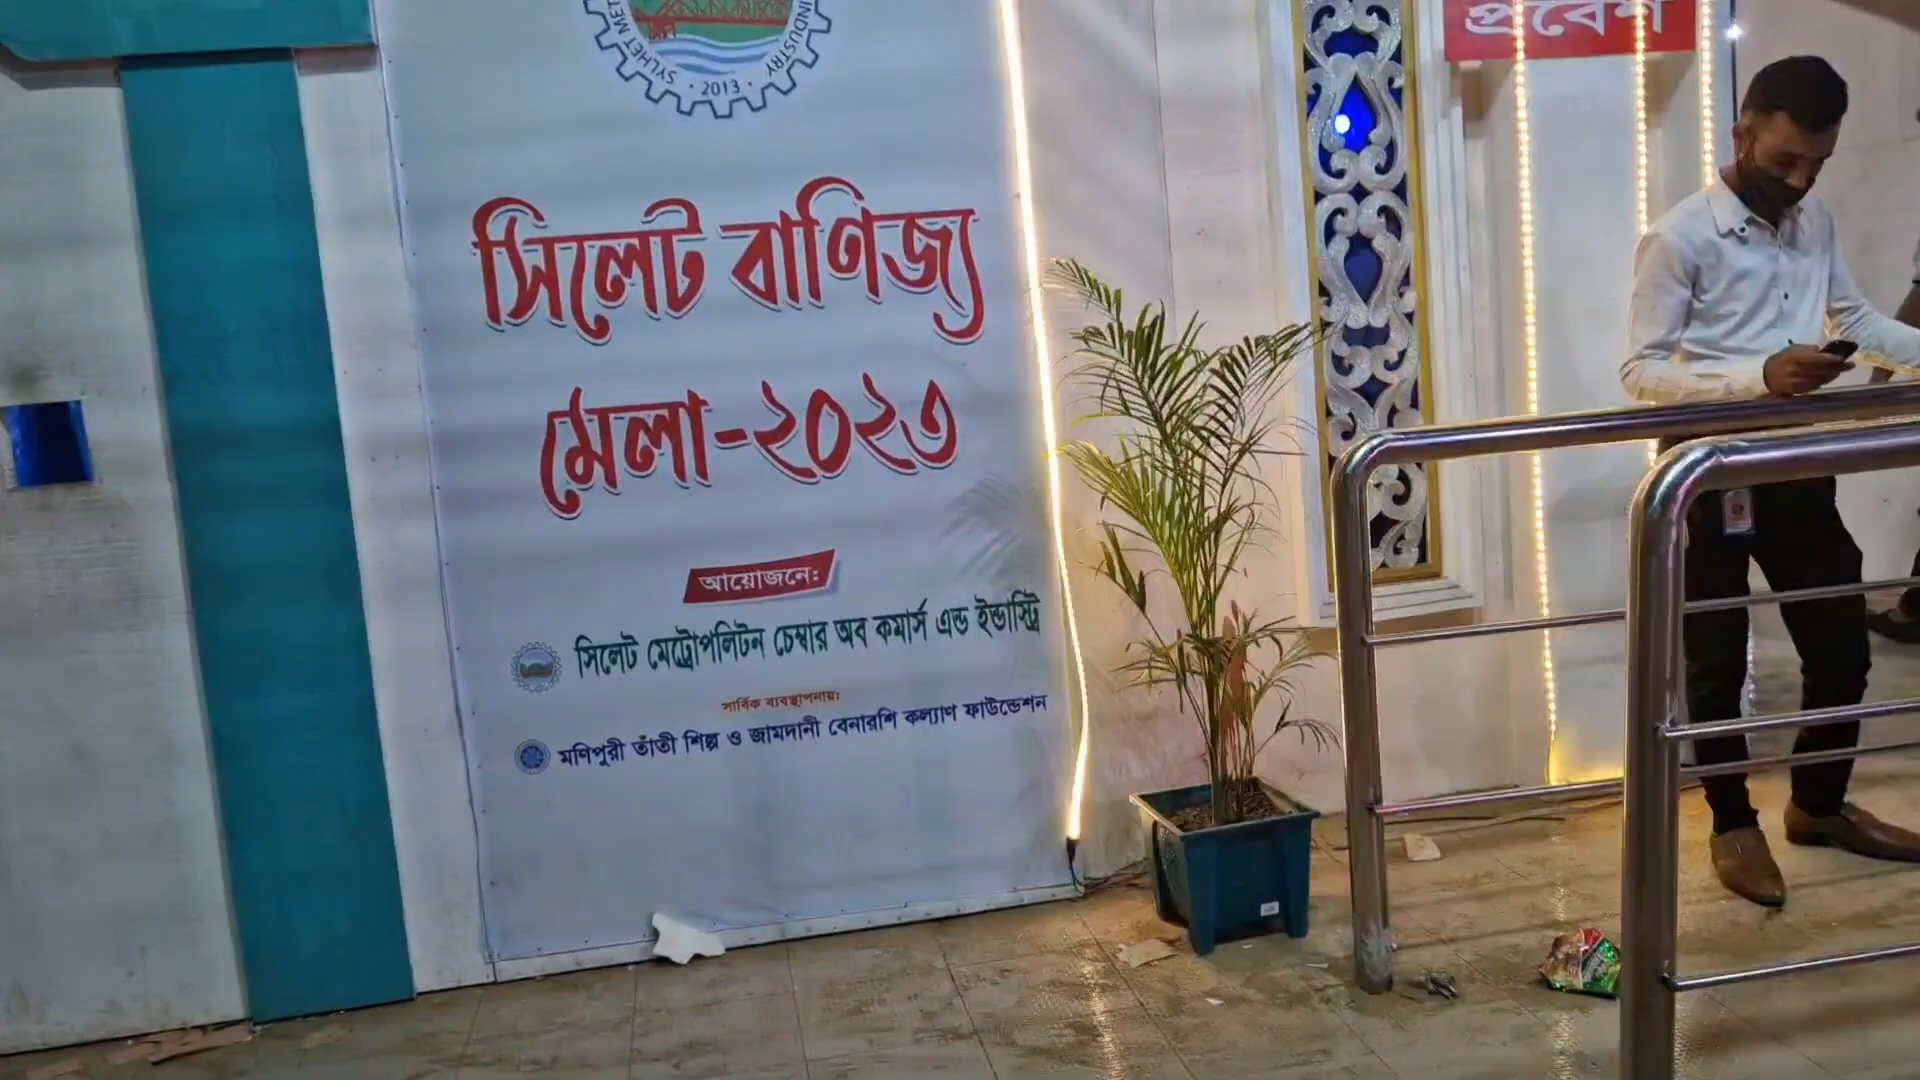 প্রবেশ
SYLHET MET
INDUSTRY
· 2013 ·
সিলেট বাণিজ্য
মেলা-২০২৩
আয়োজনে:
সিলেট মেট্রোপলিটন চেম্বার অব কমার্স এন্ড ইন্ডাস্ট্রি
সার্বিক ব্যবস্থাপনায়:
মণিপুরী তাঁতী শিল্প ও জামদানী বেনারশি কল্যাণ ফাউন্ডেশন